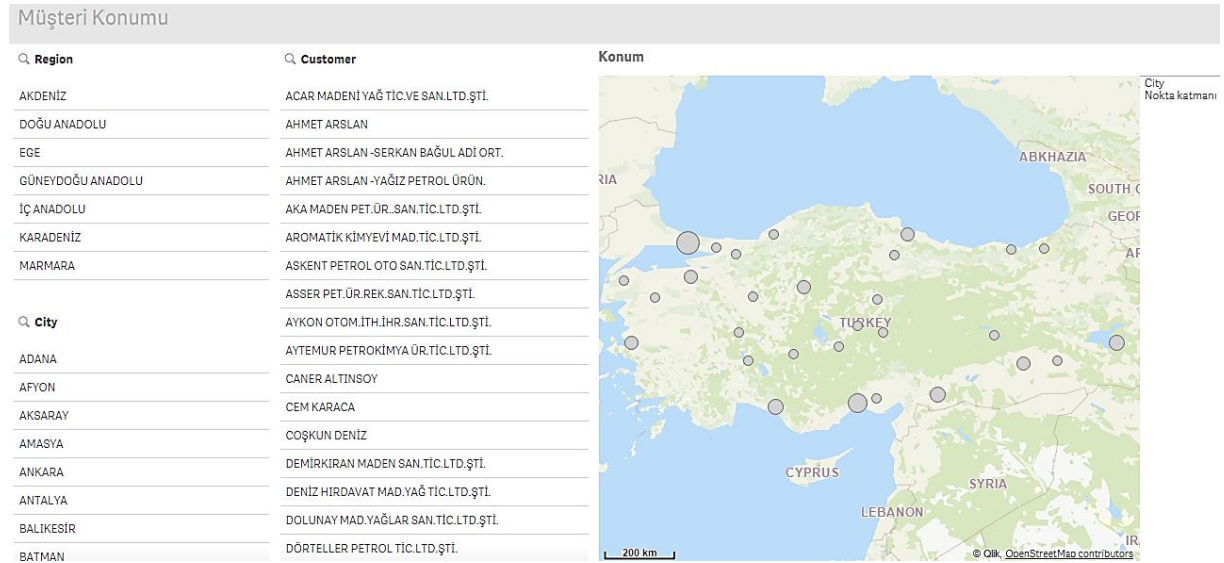 Müşteri Konumu
Region
AKDENİZ
DOĞU ANADOLU
EGE
GÜNEYDOĞU ANADOLU
İÇ ANADOLU
KARADENİZ
MARMARA
City
ADANA
AFYON
AKSARAY
AMASYA
ANKARA
ANTALYA
BALIKESİR
BATMAN
Customer
ACAR MADENİ YAĞ TİC.VE SAN.LTD.ŞTİ.
AHMET ARSLAN
AHMET ARSLAN -SERKAN BAĞUL ADİ ORT.
AHMET ARSLAN -YAĞIZ PETROL ÜRÜN.
AKA MADEN PET.ÜR..SAN.TİC.LTD.ŞTİ.
AROMATİK KİMYEVİ MAD.TİC.LTD.ŞTİ.
ASKENT PETROL OTO SAN.TİC.LTD.ŞTİ.
ASSER PET.ÜR.REK.SAN.TİC.LTD.ŞTİ.
AYKON OTOM.İTH.İHR.SAN.TİC.LTD.ŞTİ.
AYTEMUR PETROKİMYA ÜR.TİC.LTD.ŞTİ.
CANER ALTINSOY
CEM KARACA
COŞKUN DENİZ
DEMİRKIRAN MADEN SAN.TİC.LTD.ŞTİ.
DENİZ HIRDAVAT MAD.YAĞ TİC.LTD.ŞTİ.
DOLUNAY MAD.YAĞLAR SAN.TİC.LTD.ŞTİ.
DÖRTELLER PETROL TİC.LTD.ŞTİ.
Konum
ABKHAZIA
RIA
SOUTH
GEOR
TURKEY
CYPRUS
SYRIA
LEBANON
IR
200 km
© Qlik, OpenStreetMap contributors
City
Nokta katmanı